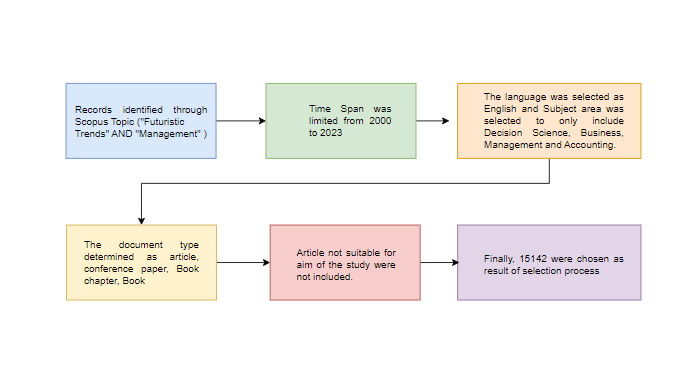 Records identified through
Scopus Topic ("Futuristic
Trends" AND "Management" )
Time Span was
limited from 2000
to 2023
The language was selected as
English and Subject area was
selected to only include
Decision Science, Business,
Management and Accounting.
The document type
determined as article,
conference paper, Book
chapter, Book
Article not suitable for
aim of the study were
not included.
Finally, 15142 were chosen as
result of selection process